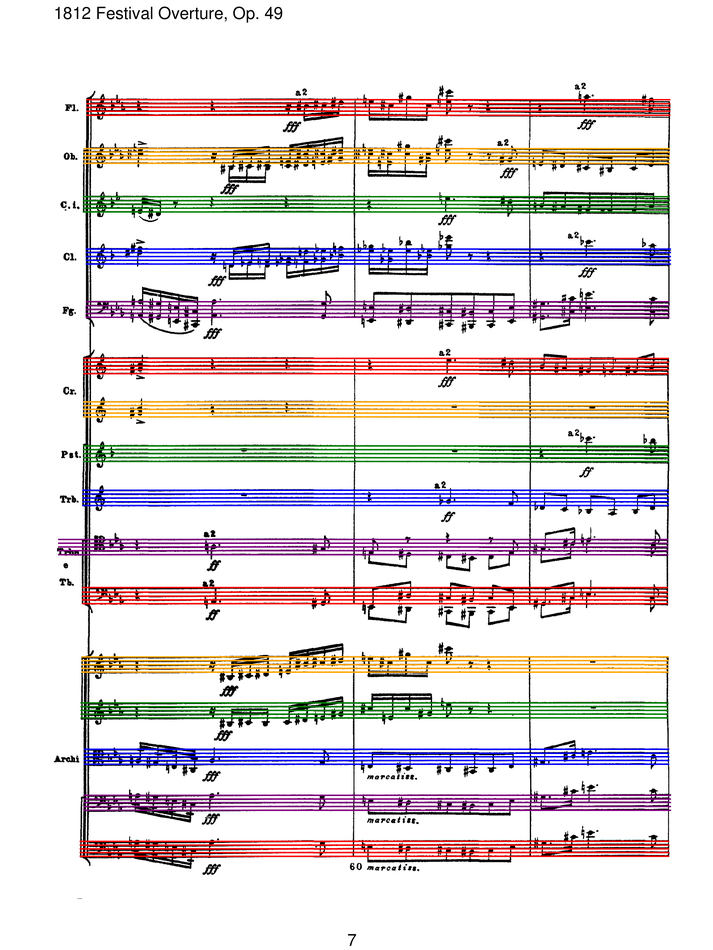 1812 Festival Overture, Op. 49
a2
Fl.
fff
a2
fff
Ob.
a2
fff
fff
C.i.
fff
a2
Cl.
fff
fff
Fg.
fff
a2
fff
Cr.
a2
Pst.
ff
a2
Trb.
ff
a2
Trbn
e
ff
Tb.
a2
ff
fff
fff
Archi
fff
marcatiss.
fff
marcatiss.
fff
60 marcatiss.
7